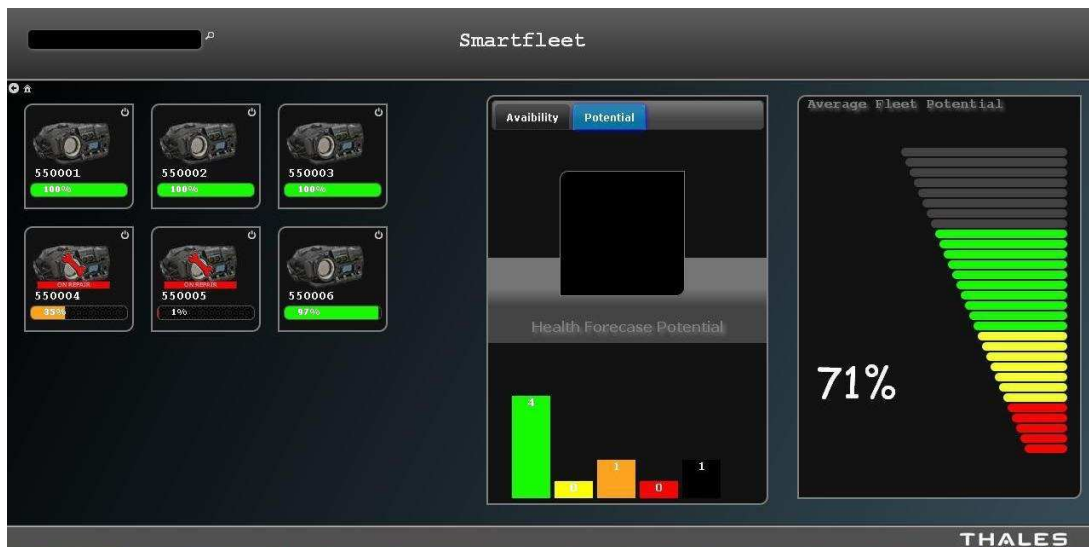 Smartfleet
550001
100%
550002
100%
550003
100%
ON REPAIR
550004
35%
ON REPAIR
550005
1%
550006
97%
Avaibility
Potential
Health Forecase Potential
4
0
1
0
1
Average Fleet Potential
71%
THALES